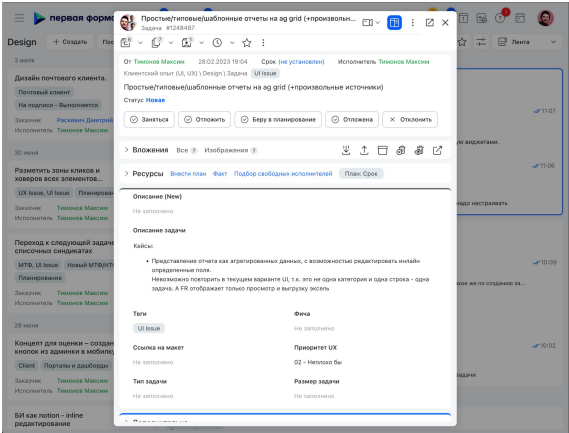 первая форма
Design
+ Создать
Лента
3 июля
Дизайн почтового клиента.
Почтовый клиент
На подписи - Выполняется
Заказчик Раскевич Дмитрий
Исполнитель Тимонов Максим
30 июня
Разметить зоны кликов и
ховеров всех элементов...
UX Issue, UI Issue
Заказчик Тимонов Максим
Исполнитель Тимонов Максим
Переход к следующей задаче
списочных синдикатах
МТФ, UI Issue
Планирование
Заказчик Тимонов Максим
Исполнитель Тимонов Максим
28 июня
Концепт для оценки – создан
кнопок из админки в мобилку
Client Порталы и дашборды
Заказчик Тимонов Максим
Исполнитель Тимонов Максим
БИ как notion - inline
редактирование
Простые/типовые/шаблонные отчеты на ag grid (+произвольн...
Задача #1248487
От Тимонов Максим 28.02.2023 19:04 Срок (не установлен) Исполнитель Тимонов Максим
Клиентский опыт (UI, UX) \ Design \ Задача UI Issue
Простые/типовые/шаблонные отчеты на ag grid (+произвольные источники)
Статус Новая
Заняться
Отложить
Беру в планирование
Отложена
Отклонить
Вложения Все ? Изображения ?
Ресурсы Внести план Факт Подбор свободных исполнителей План: Срок
Описание (New)
Не заполнено
Описание задачи
Кейсы:
• Представление отчета как агрегированных данных, с возможностью редактировать инлайн
определенные поля.
Невозможно повторить в текущем варианте UI, т.к. это не одна категория и одна строка - одна
задача. А FR отображает только просмотр и выгрузку эксель
Теги Фича
UI Issue Не заполнено
Ссылка на макет Приоритет UX
Не заполнено 02 - Неплохо бы
Тип задачи Размер задачи
Не заполнено Не заполнено
11:07
виджетами.
11:06
надо настраивать
10:09
же по созданию за...
10:02
задачи